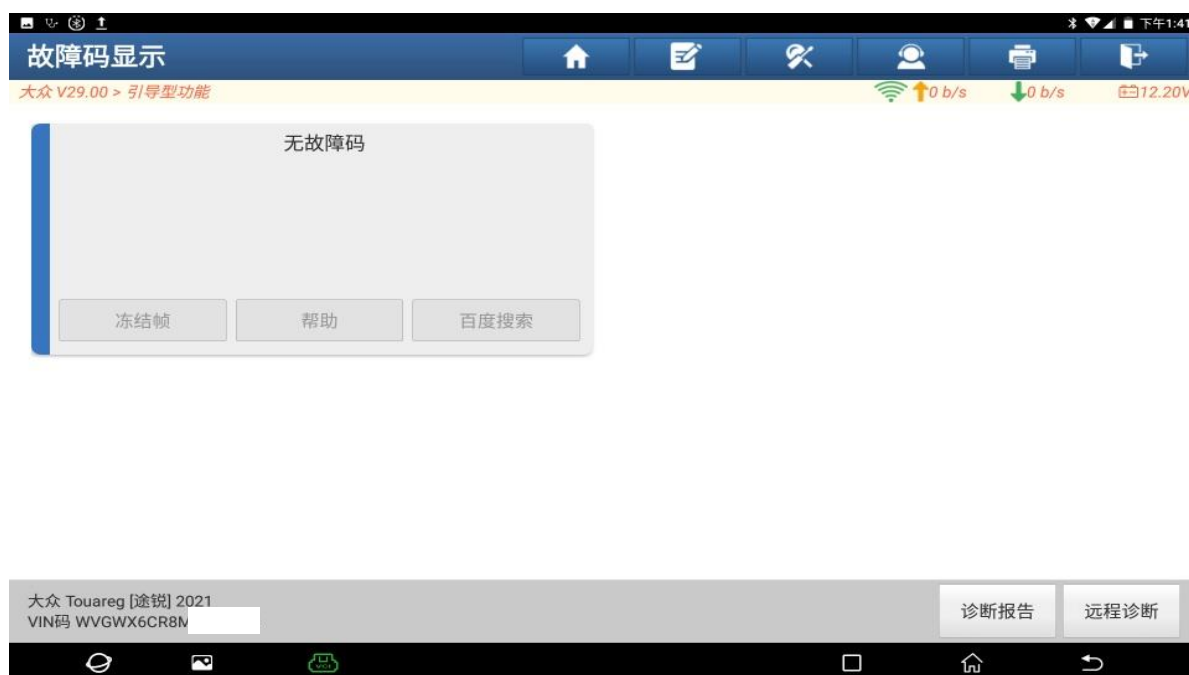 下午1:41
故障码显示
大众 V29.00 > 引导型功能
0 b/s
0 b/s
12.20V
无故障码
冻结帧
帮助
百度搜索
大众 Touareg [途锐] 2021
VIN码 WVGWX6CR8M
诊断报告
远程诊断
VCI